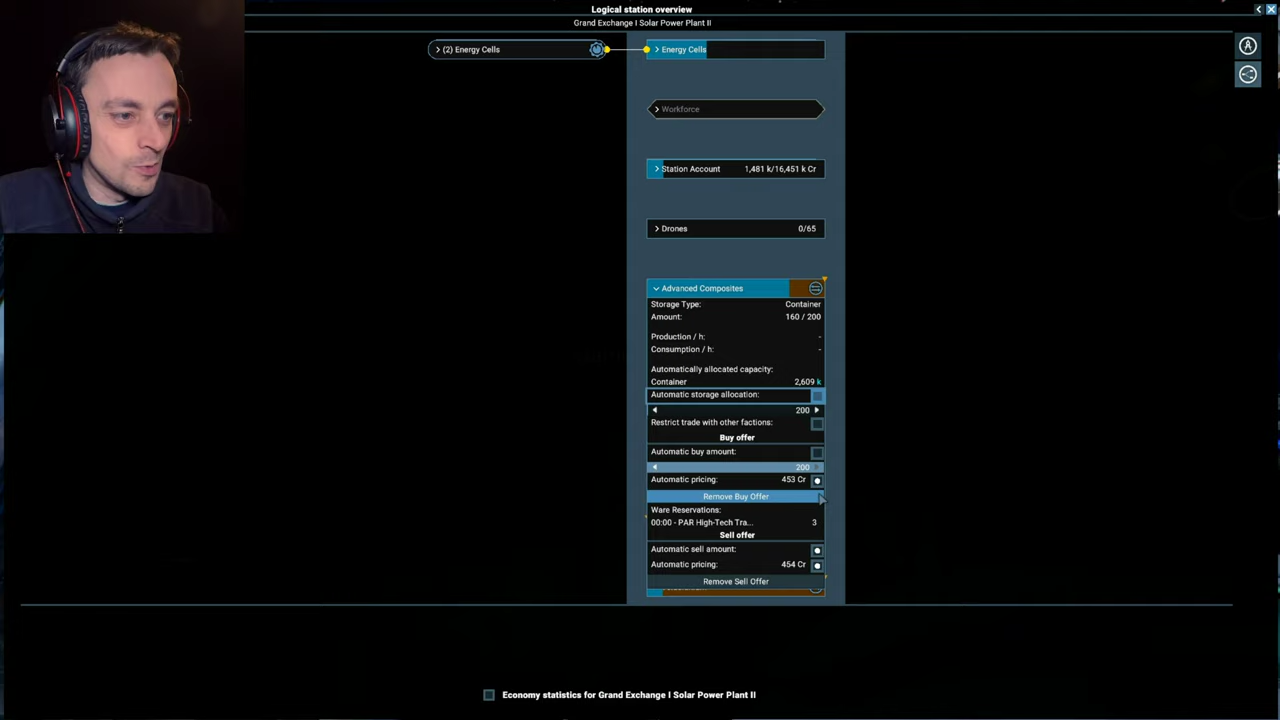 Logical station overview
Grand Exchange I Solar Power Plant II
(2) Energy Cells
Energy Cells
Workforce
Station Account 1,481 k/16,451 k Cr
Drones 0/65
Advanced Composites
Storage Type: Container
Amount: 160 / 200
Production / h: -
Consumption / h: -
Automatically allocated capacity:
Container 2,609 k
Automatic storage allocation:
200
Restrict trade with other factions:
Buy offer
Automatic buy amount:
200
Automatic pricing: 453 Cr
Remove Buy Offer
Ware Reservations:
00:00 - PAR High-Tech Tra... 3
Sell offer
Automatic sell amount:
Automatic pricing: 454 Cr
Remove Sell Offer
Economy statistics for Grand Exchange I Solar Power Plant II